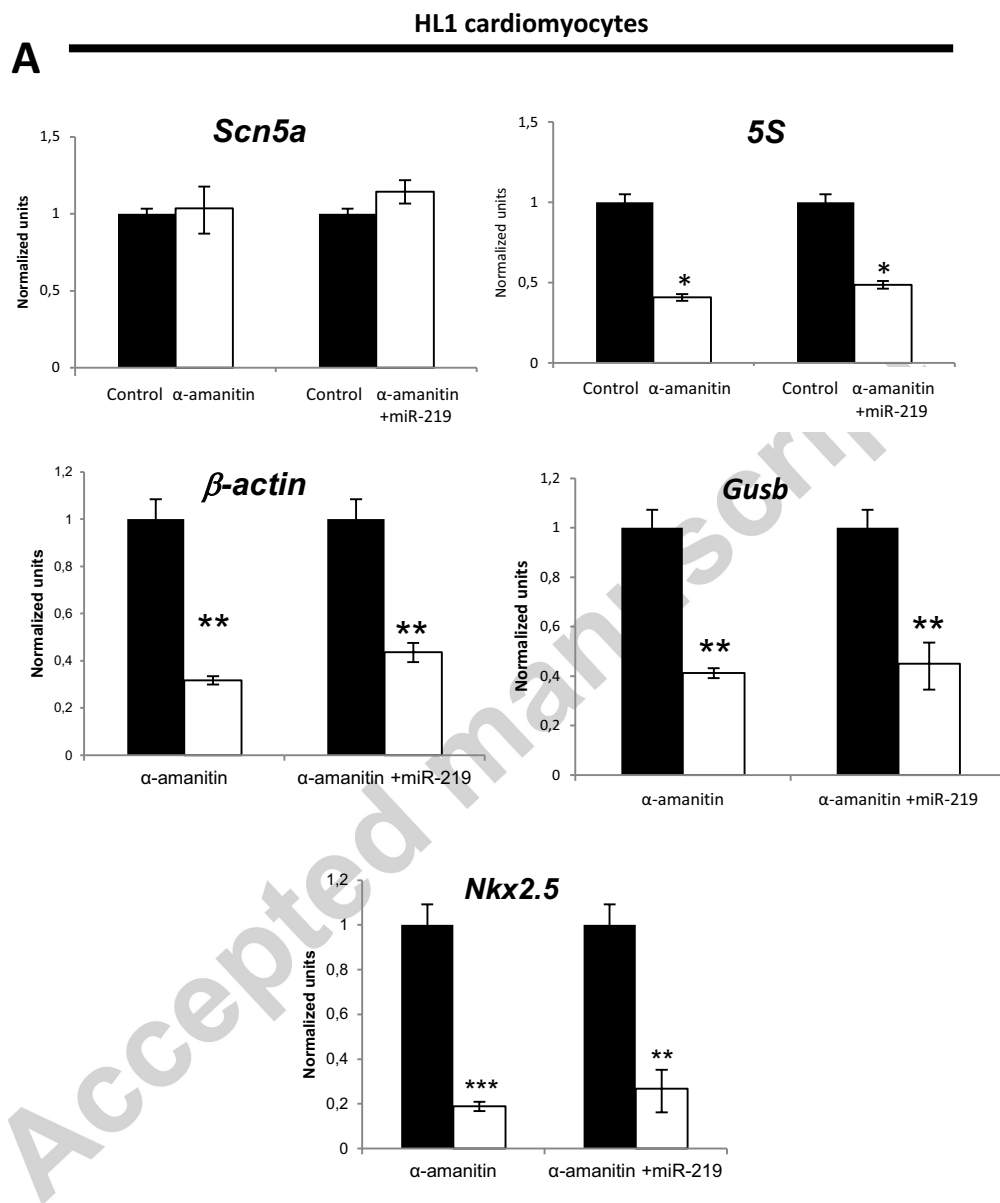 HL1 cardiomyocytes
A
Scn5a
1,5
1
0,5
0
Normalized units
Control α-amanitin Control α-amanitin
+miR-219
5S
1,5
1
0,5
0
Normalized units
* *
Control α-amanitin Control α-amanitin
+miR-219
β-actin
1,2
1
0,8
0,6
0,4
0,2
0
Normalized units
** **
α-amanitin α-amanitin +miR-219
Gusb
1,2
1
0,8
0,6
0,4
0,2
0
Normalized units
** **
α-amanitin α-amanitin +miR-219
Nkx2.5
1,2
1
0,8
0,6
0,4
0,2
0
Normalized units
*** **
α-amanitin α-amanitin +miR-219
Accepted manuscrip